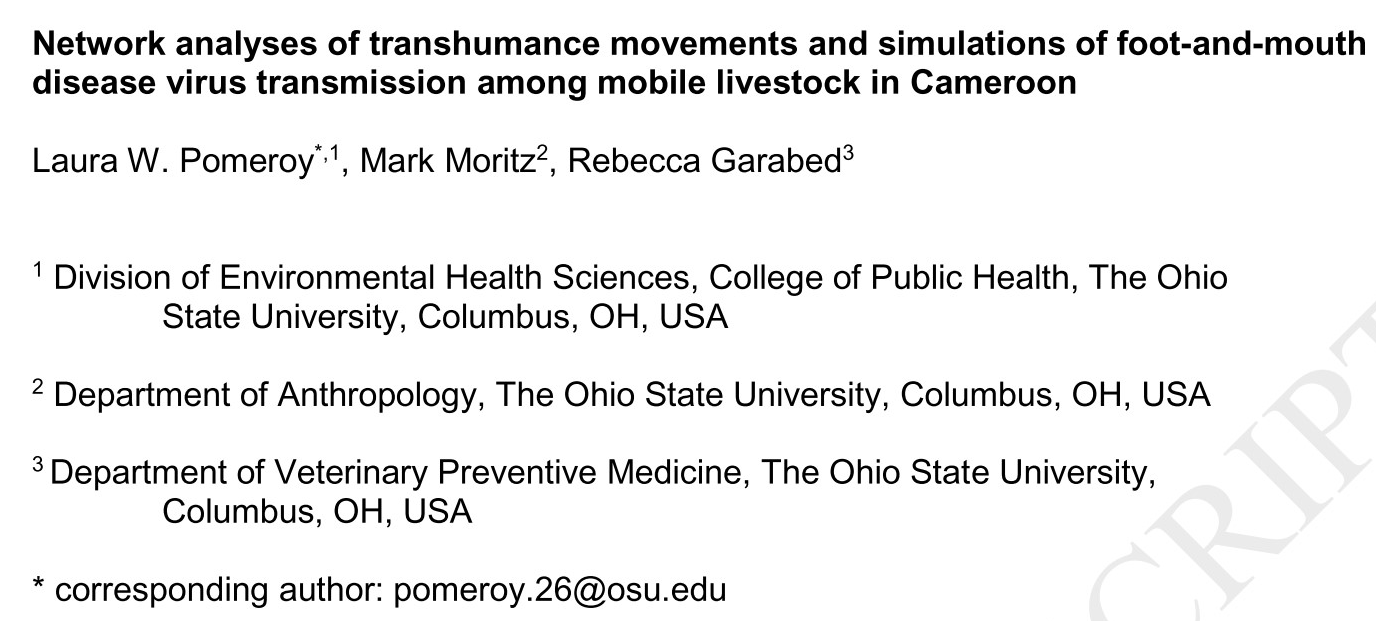 Network analyses of transhumance movements and simulations of foot-and-mouth
disease virus transmission among mobile livestock in Cameroon
Laura W. Pomeroy*,1, Mark Moritz2, Rebecca Garabed3
1 Division of Environmental Health Sciences, College of Public Health, The Ohio
State University, Columbus, OH, USA
2 Department of Anthropology, The Ohio State University, Columbus, OH, USA
3 Department of Veterinary Preventive Medicine, The Ohio State University,
Columbus, OH, USA
* corresponding author: pomeroy.26@osu.edu
CRIPT